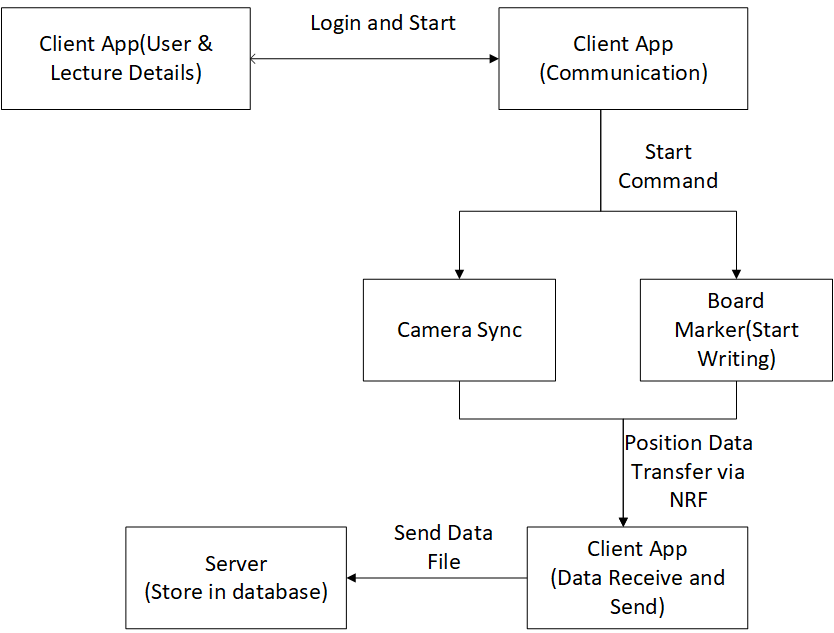 Client App(User &
Lecture Details)
Login and Start
Client App
(Communication)
Start
Command
Camera Sync
Board
Marker(Start
Writing)
Position Data
Transfer via
NRF
Server
(Store in database)
Send Data
File
Client App
(Data Receive and
Send)